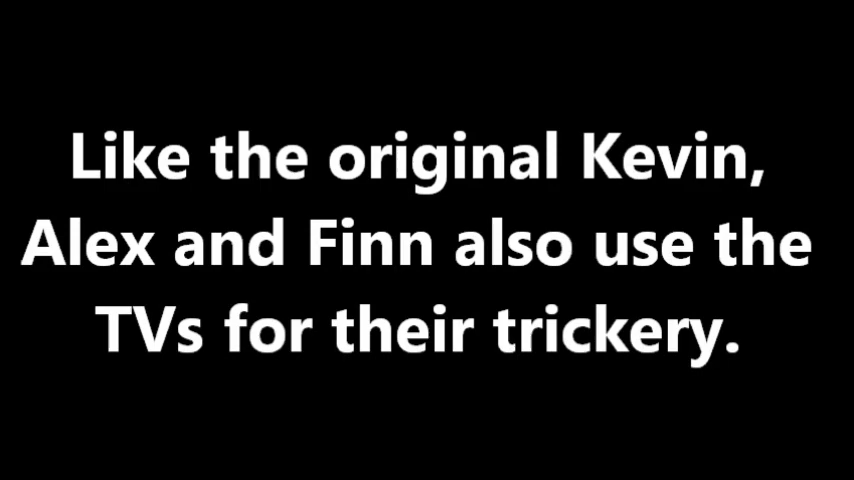 Like the original Kevin,
Alex and Finn also use the
TVs for their trickery.